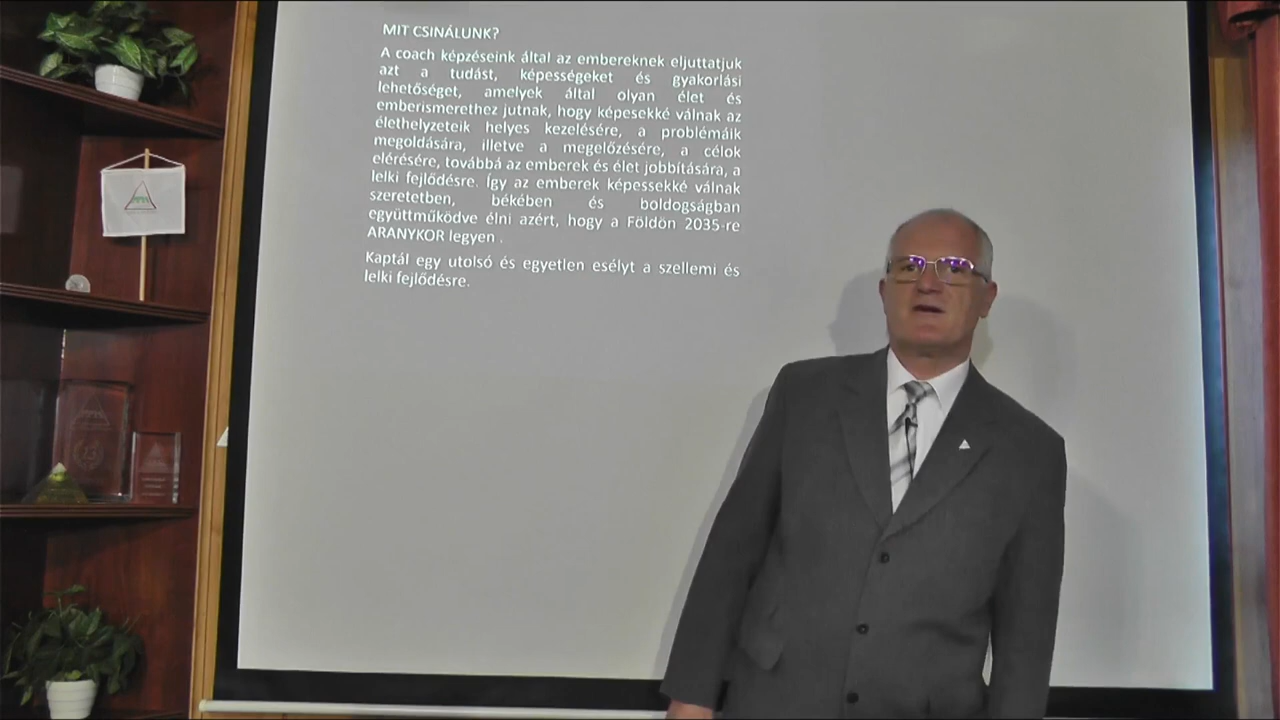 MIT CSINÁLUNK?
A coach képzéseink által az embereknek eljuttatjuk
azt a tudást, képességeket és gyakorlási
lehetőséget, amelyek által olyan élet és
emberismerethez jutnak, hogy képesekké válnak az
élethelyzeteik helyes kezelésére, a problémáik
megoldására, illetve a megelőzésére, a célok
elérésére, továbbá az emberek és élet jobbítására, a
lelki fejlődésre. Így az emberek képessekké válnak
szeretetben, békében és boldogságban
együttműködve élni azért, hogy a Földön 2035-re
ARANYKOR legyen .
Kaptál egy utolsó és egyetlen esélyt a szellemi és
lelki fejlődésre.
13